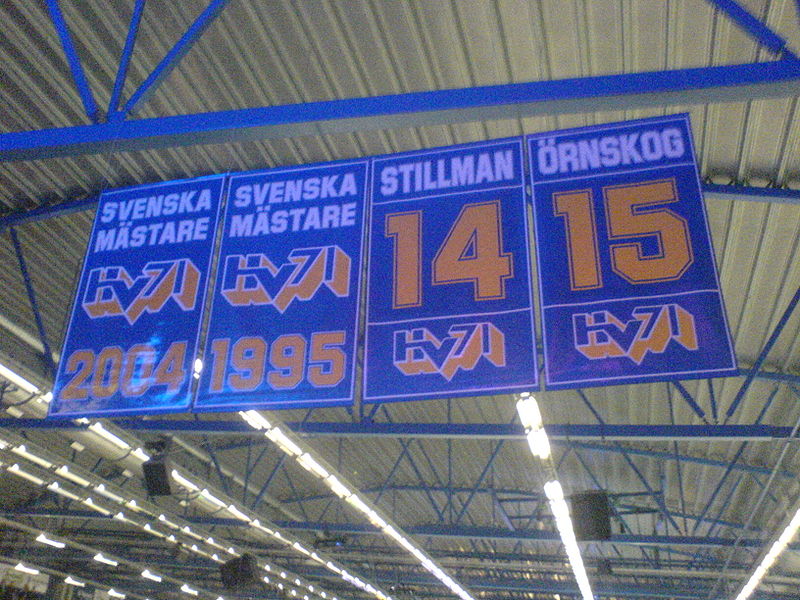 SVENSKA
MÄSTARE
HV71
2004
SVENSKA
MÄSTARE
HV71
1995
STILLMAN
14
HV71
ÖRNSKOG
15
HV71